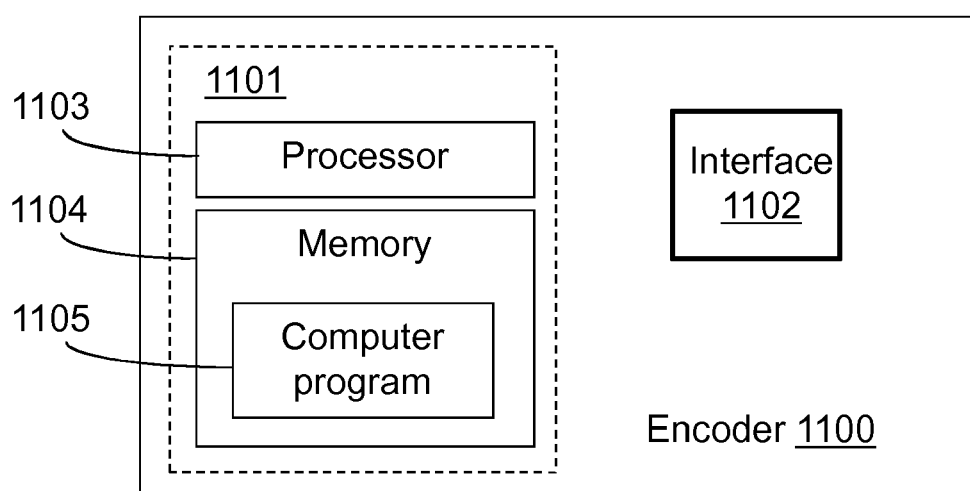 1101
1103
Processor
Interface
1102
1104
Memory
1105
Computer
program
Encoder 1100